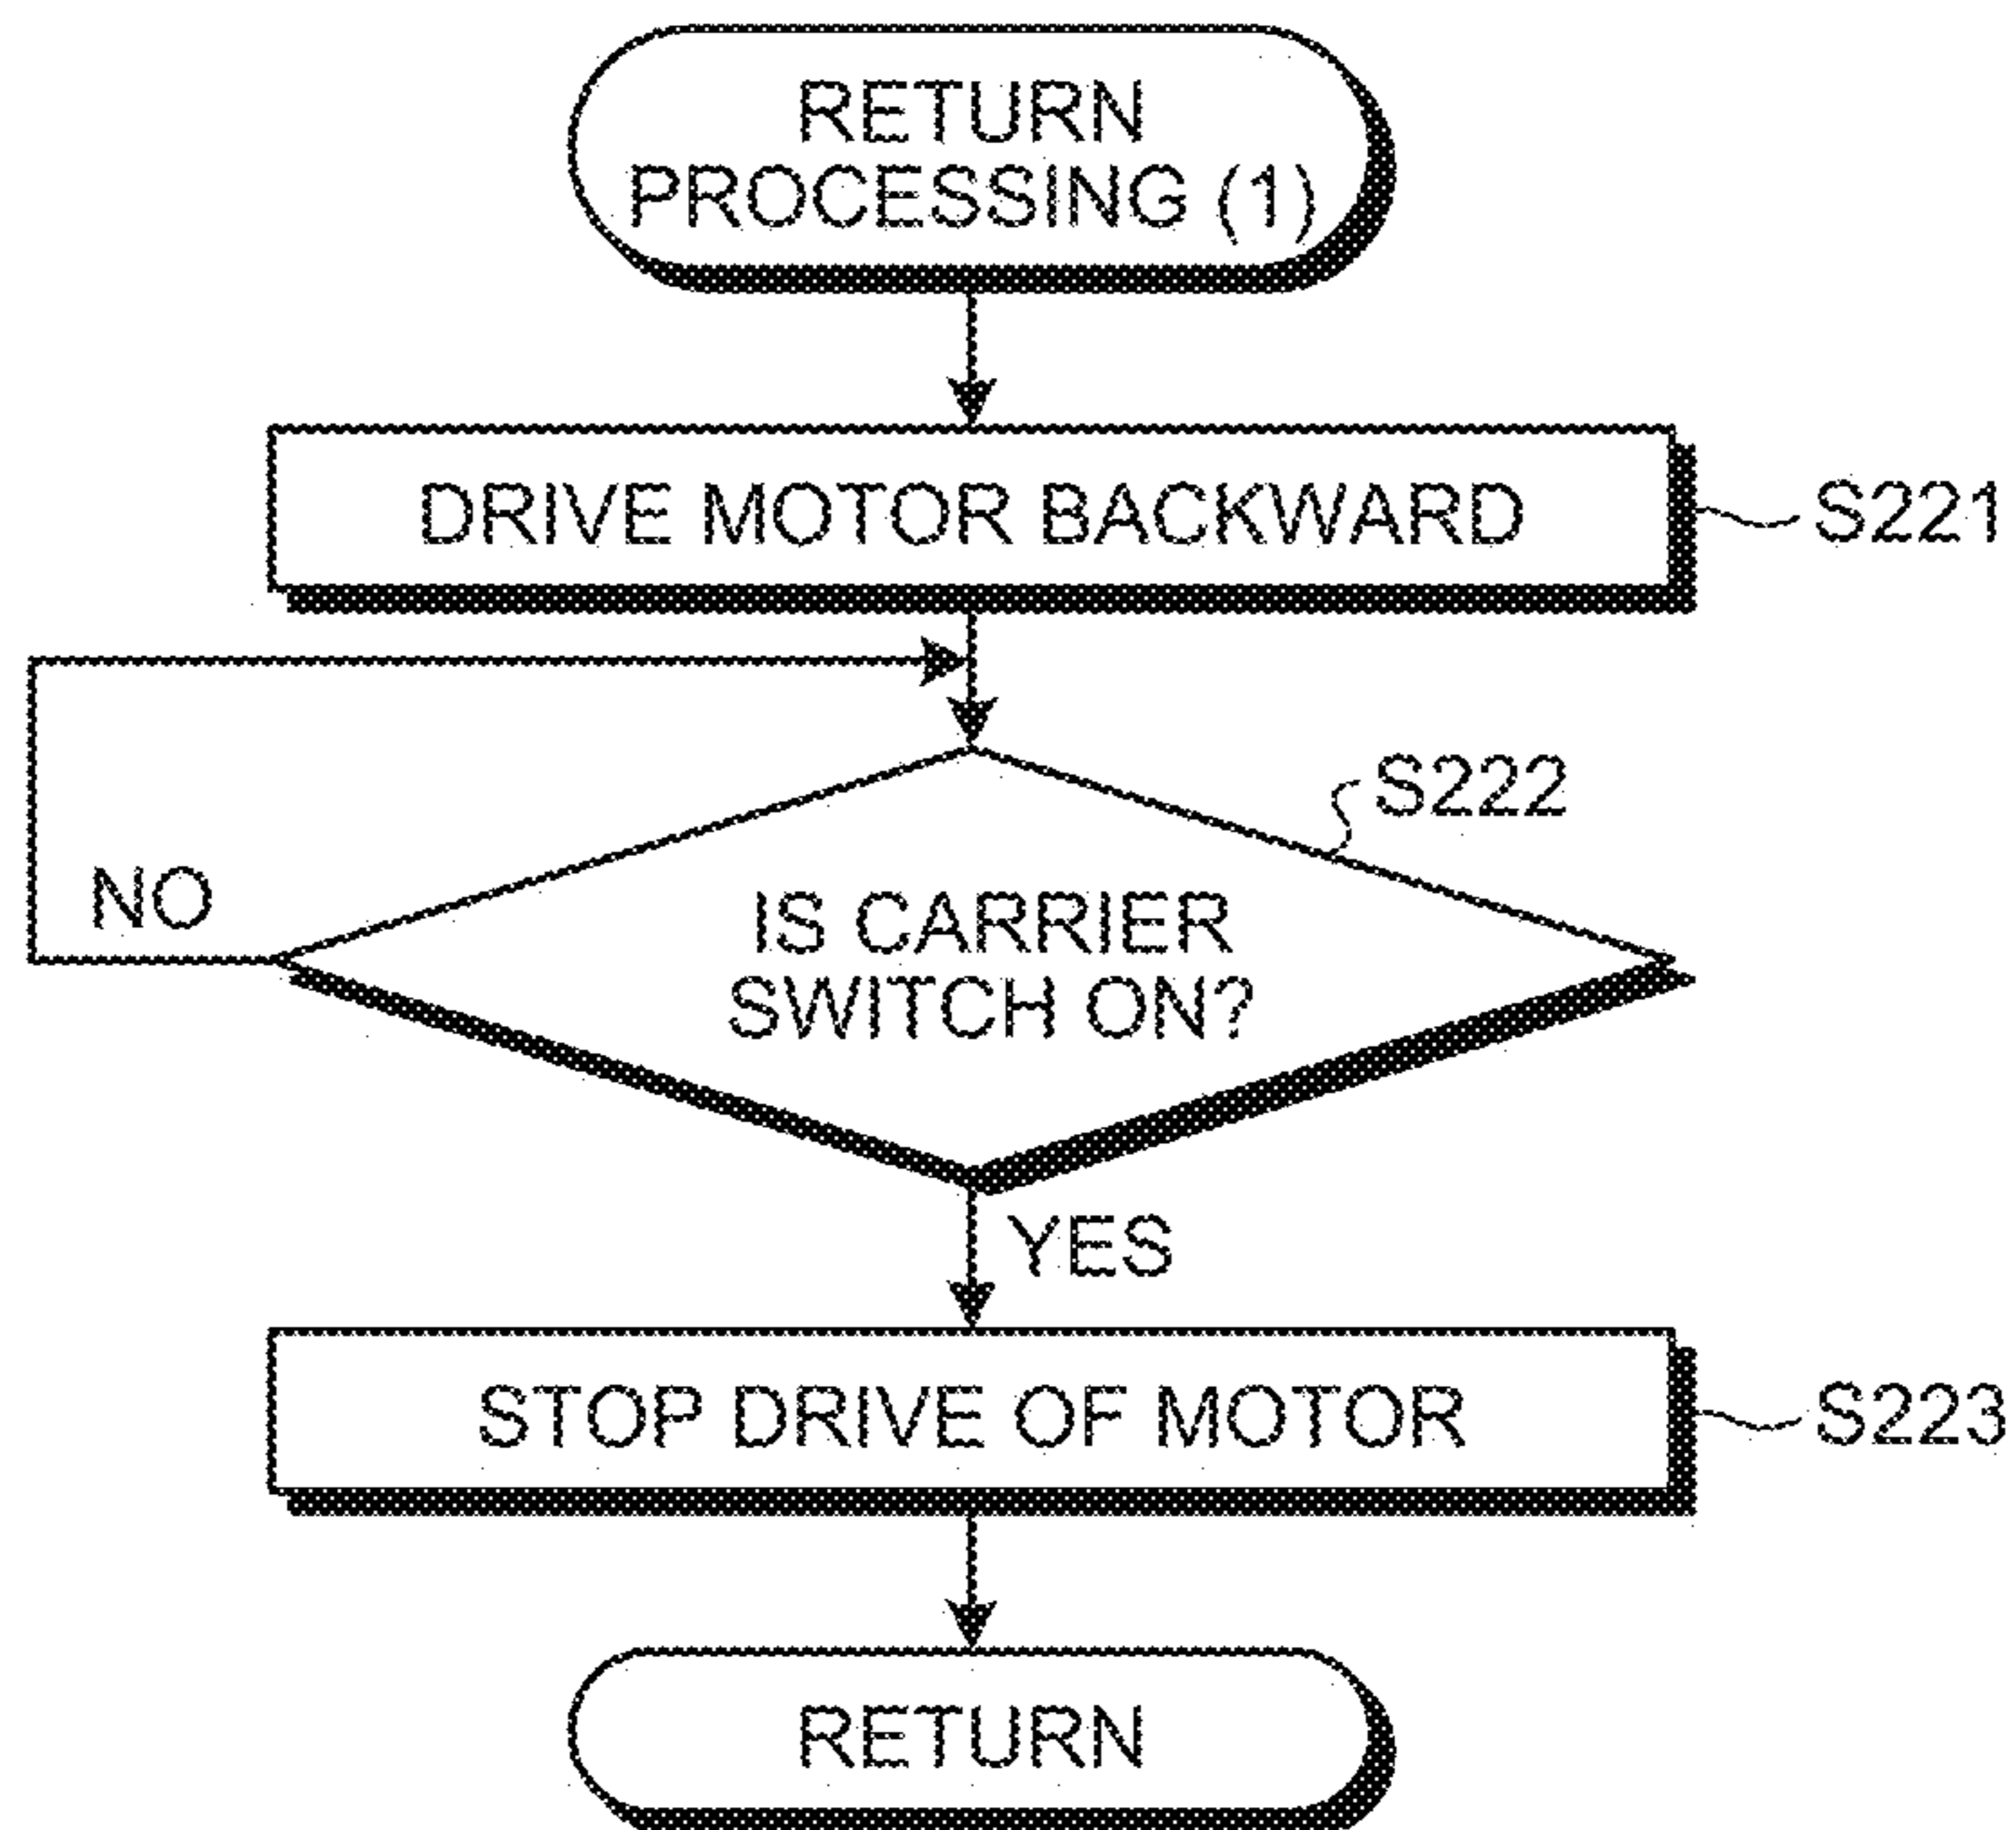 RETURN
PROCESSING (1)
DRIVE MOTOR BACKWARD
S221
S222
NO
IS CARRIER
SWITCH ON?
YES
STOP DRIVE OF MOTOR
S223
RETURN